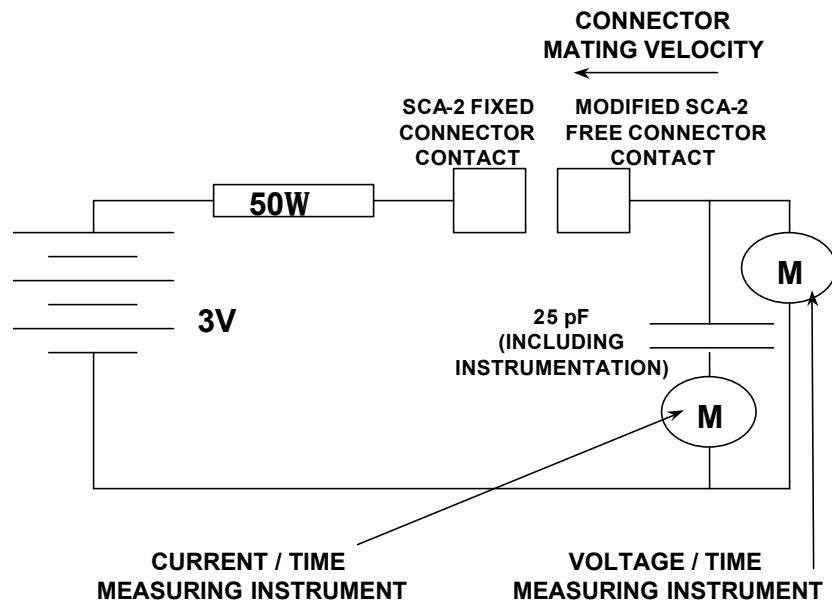 CONNECTOR
MATING VELOCITY
SCA-2 FIXED
CONNECTOR
CONTACT
MODIFIED SCA-2
FREE CONNECTOR
CONTACT
50W
M
3V
25 pF
(INCLUDING
INSTRUMENTATION)
M
CURRENT / TIME
MEASURING INSTRUMENT
VOLTAGE / TIME
MEASURING INSTRUMENT